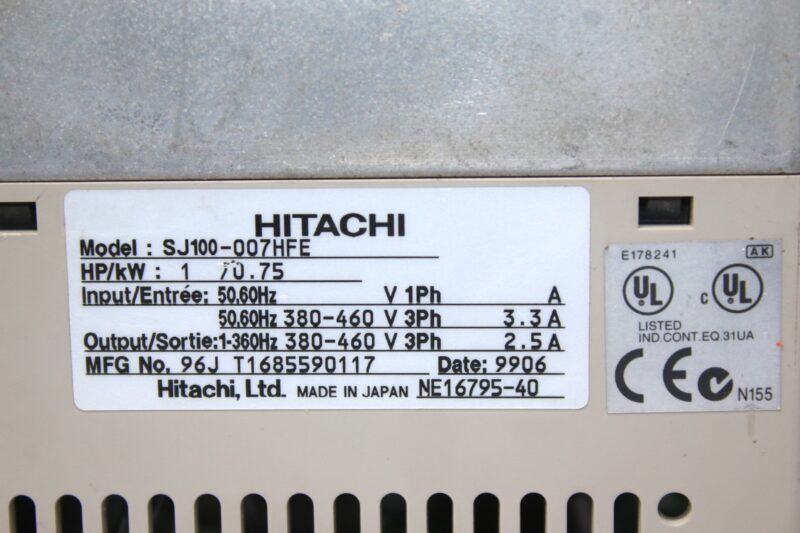 HITACHI
Model : SJ100-007HFE
HP/kW : 1 /0.75
Input/Entrée: 50,60Hz V 1Ph A
50,60Hz 380-460 V 3Ph 3.3 A
Output/Sortie: 1-360Hz 380-460 V 3Ph 2.5 A
MFG No. 96J T1685590117 Date: 9906
Hitachi, Ltd. MADE IN JAPAN NE16795-40
E178241 AK
UL c UL
LISTED
IND.CONT.EQ.31UA
CE N155